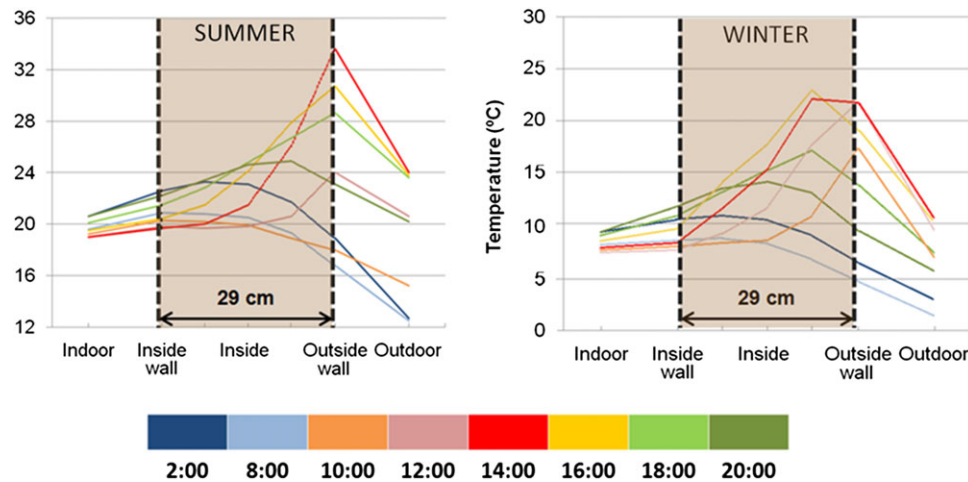 SUMMER
36
32
28
24
20
16
12
29 cm
Indoor Inside wall Inside Outside wall Outdoor
WINTER
Temperature (ºC)
30
25
20
15
10
5
0
29 cm
Indoor Inside wall Inside Outside wall Outdoor
2:00 8:00 10:00 12:00 14:00 16:00 18:00 20:00